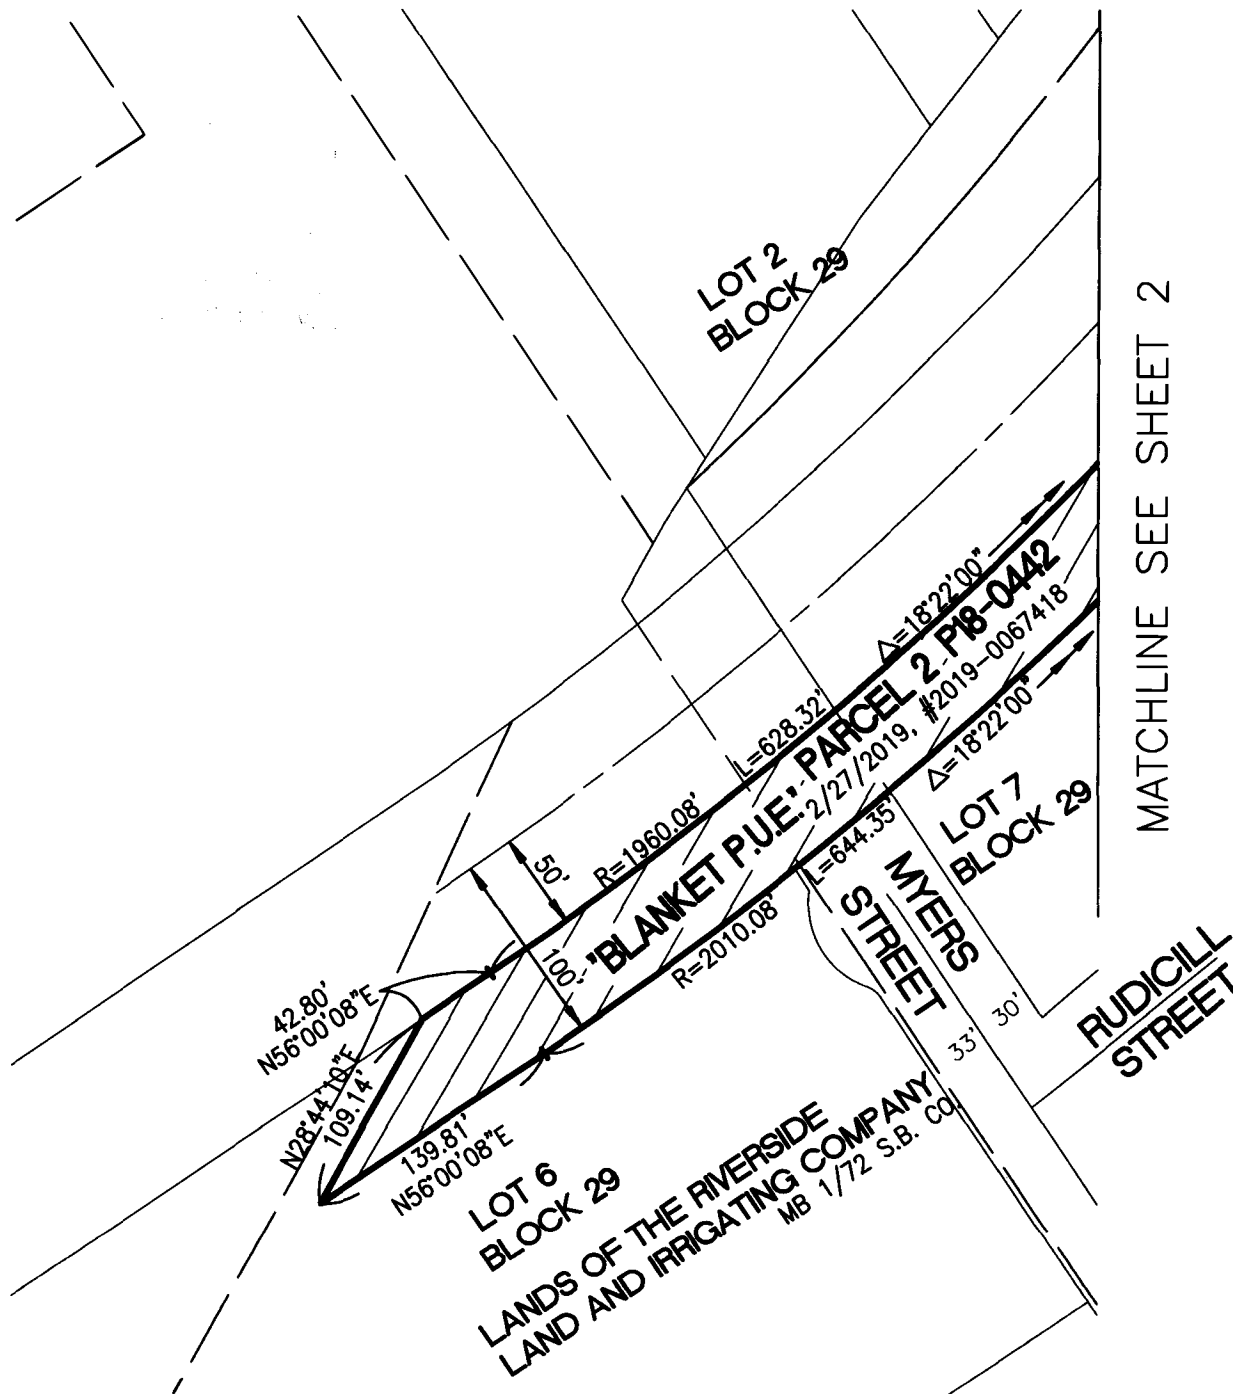 LOT 2
BLOCK 29
MATCHLINE SEE SHEET 2
Δ=18°22'00"
"BLANKET P.U.E." PARCEL 2 P18-0442
2/27/2019, #2019-0067418
L=628.32'
R=1960.08'
Δ=18°22'00"
L=644.35'
R=2010.08'
50'
100'
LOT 7
BLOCK 29
MYERS
STREET
33'
30'
RUDICILL
STREET
42.80'
N56°00'08"E
N28°44'10"E
109.14'
139.81'
N56°00'08"E
LOT 6
BLOCK 29
LANDS OF THE RIVERSIDE
LAND AND IRRIGATING COMPANY
MB 1/72 S.B. CO.